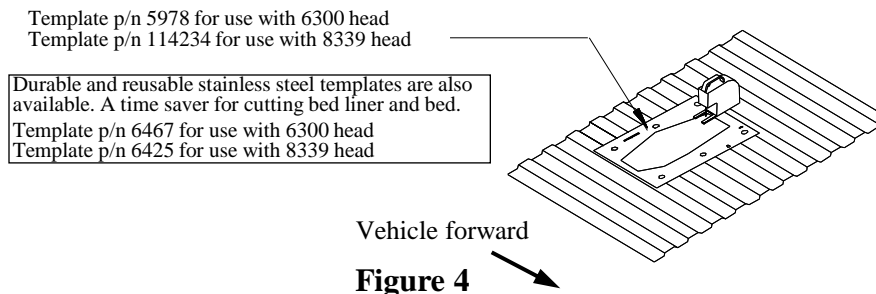 Template p/n 5978 for use with 6300 head
Template p/n 114234 for use with 8339 head
Durable and reusable stainless steel templates are also
available. A time saver for cutting bed liner and bed.
Template p/n 6467 for use with 6300 head
Template p/n 6425 for use with 8339 head
Vehicle forward
Figure 4